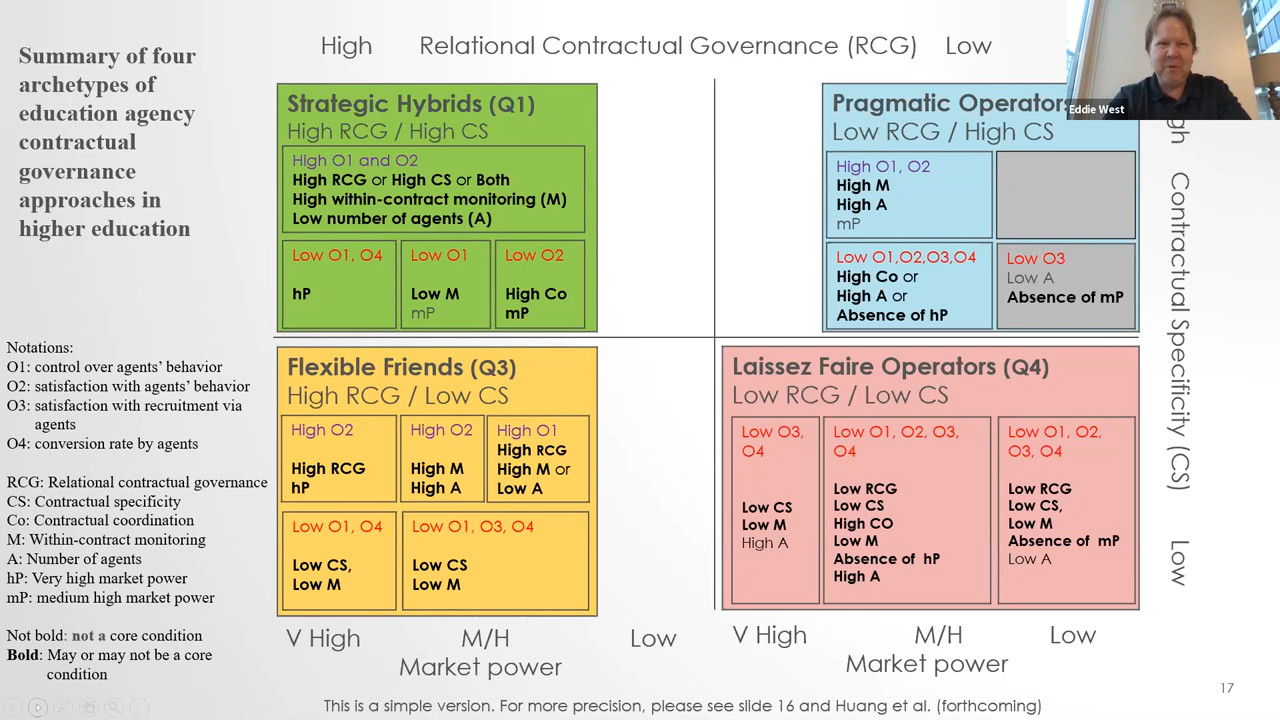 Summary of four
archetypes of
education agency
contractual
governance
approaches in
higher education
High Relational Contractual Governance (RCG) Low
Eddie West
Strategic Hybrids (Q1)
High RCG / High CS
High O1 and O2
High RCG or High CS or Both
High within-contract monitoring (M)
Low number of agents (A)
Low O1, O4
hP
Low O1
Low M
mP
Low O2
High Co
mP
Pragmatic Operators
Low RCG / High CS
High O1, O2
High M
High A
mP
Low O1,O2,O3,O4
High Co or
High A or
Absence of hP
Low O3
Low A
Absence of mP
Contractual Specificity (CS)
Low
Notations:
O1: control over agents’ behavior
O2: satisfaction with agents’ behavior
O3: satisfaction with recruitment via
agents
O4: conversion rate by agents
RCG: Relational contractual governance
CS: Contractual specificity
Co: Contractual coordination
M: Within-contract monitoring
A: Number of agents
hP: Very high market power
mP: medium high market power
Not bold: not a core condition
Bold: May or may not be a core
condition
Flexible Friends (Q3)
High RCG / Low CS
High O2
High RCG
hP
High O2
High M
High A
High O1
High RCG
High M or
Low A
Low O1, O4
Low CS,
Low M
Low O1, O3, O4
Low CS
Low M
Laissez Faire Operators (Q4)
Low RCG / Low CS
Low O3,
O4
Low CS
Low M
High A
Low O1, O2, O3,
O4
Low RCG
Low CS
High CO
Low M
Absence of hP
High A
Low O1, O2,
O3, O4
Low RCG
Low CS,
Low M
Absence of mP
Low A
V High M/H Low
Market power
V High M/H Low
Market power
This is a simple version. For more precision, please see slide 16 and Huang et al. (forthcoming)
17